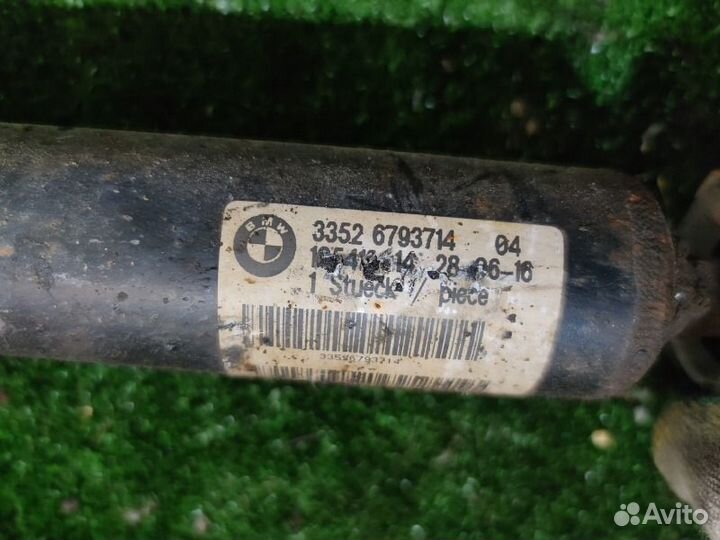 BMW
3352 6793714 04
28-06-16
1 Stueck / piece
33526793714
Avito